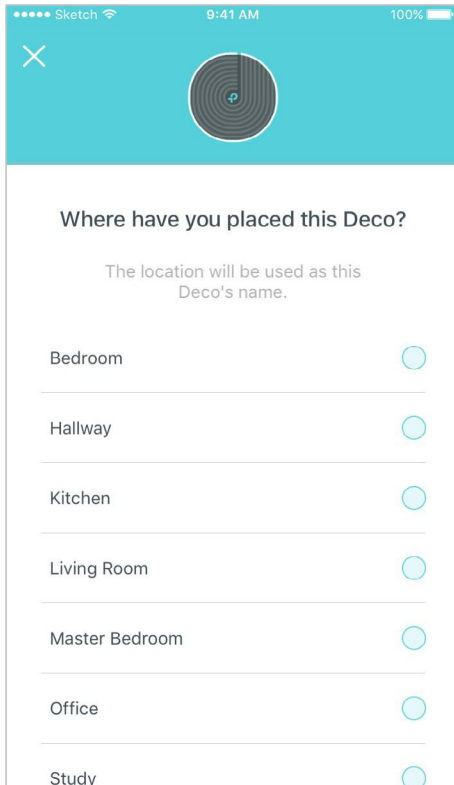 Sketch 9:41 AM 100%
Where have you placed this Deco?
The location will be used as this
Deco's name.
Bedroom
Hallway
Kitchen
Living Room
Master Bedroom
Office
Study